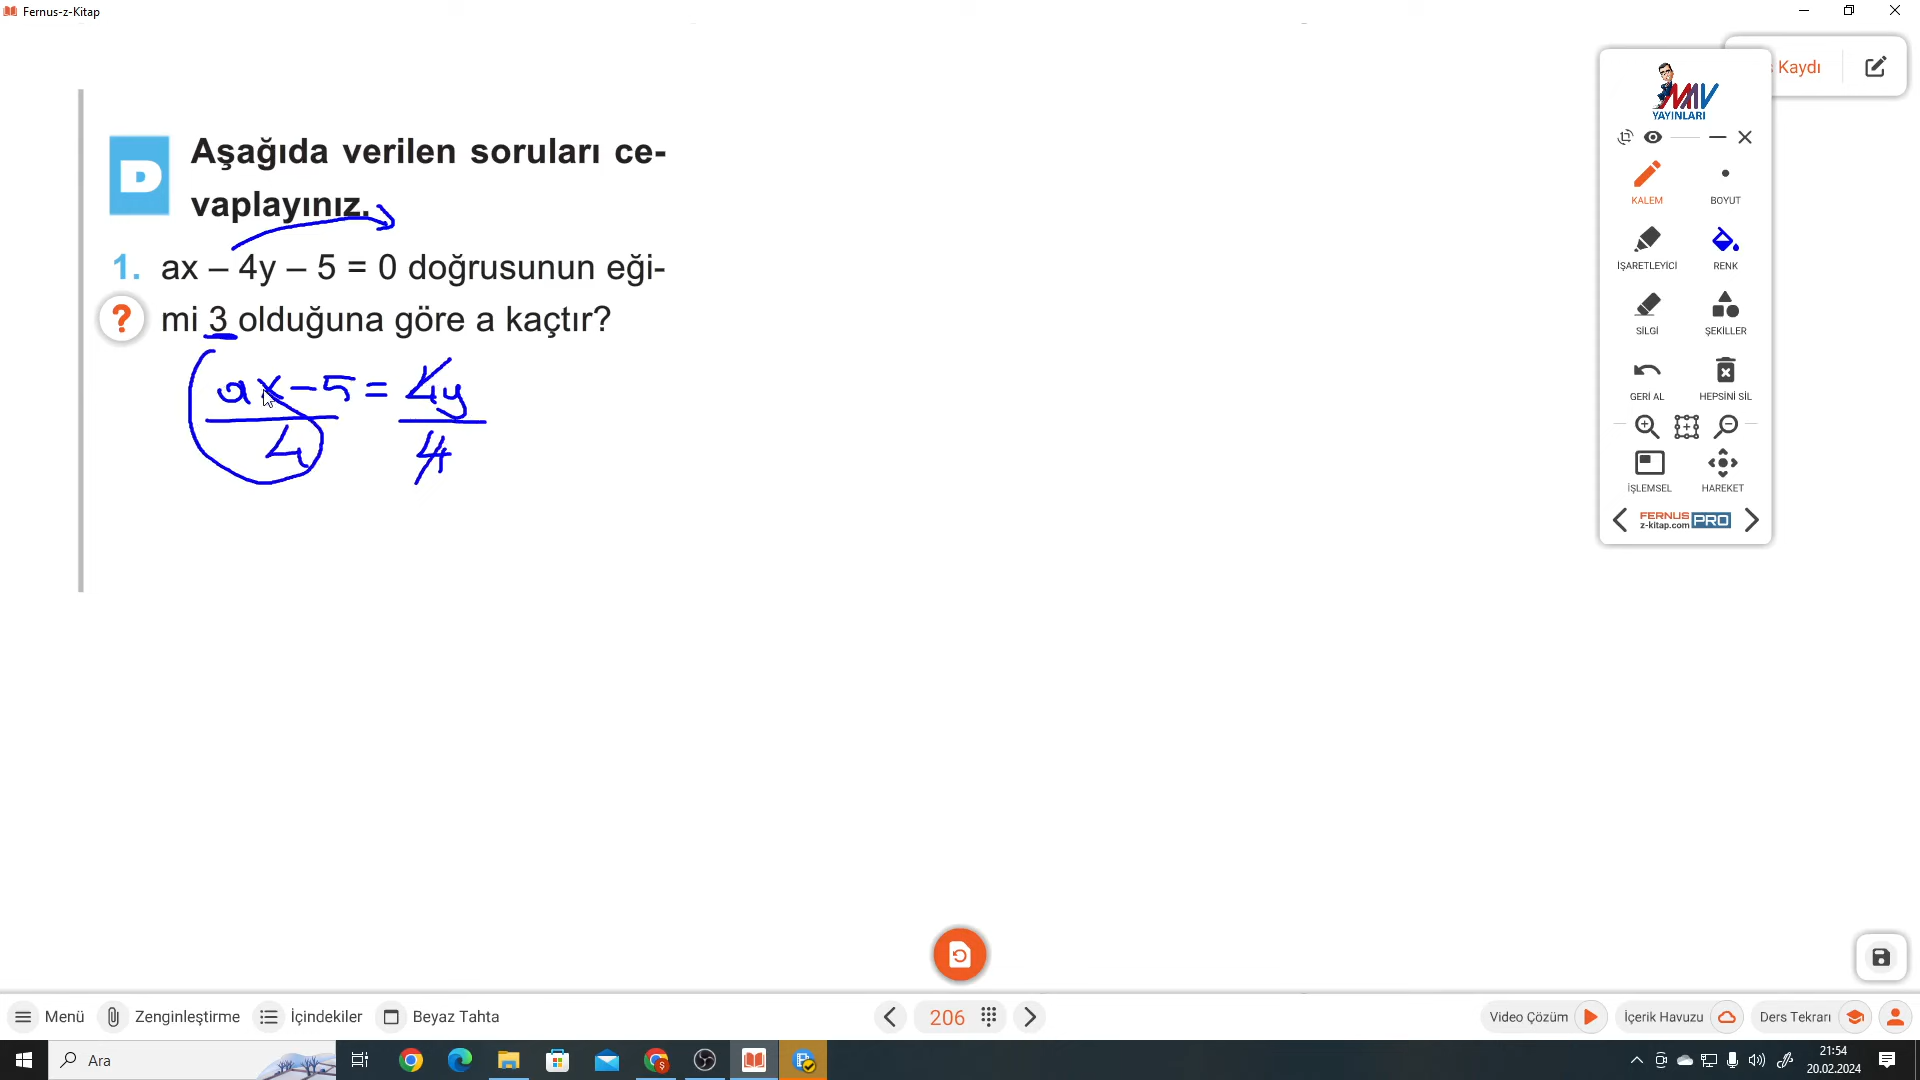 Fernus-z-Kitap
s Kaydı
MAV
YAYINLARI
D
Aşağıda verilen soruları ce-
vaplayınız.
1. ax – 4y – 5 = 0 doğrusunun eği-
? mi 3 olduğuna göre a kaçtır?
ax - 5 = 4y
4 4
KALEM BOYUT
İŞARETLEYİCİ RENK
SİLGİ ŞEKİLLER
GERİ AL HEPSİNİ SİL
İŞLEMSEL HAREKET
FERNUS PRO
z-kitap.com
Menü Zenginleştirme İçindekiler Beyaz Tahta 206 Video Çözüm İçerik Havuzu Ders Tekrarı
Ara
21:54
20.02.2024